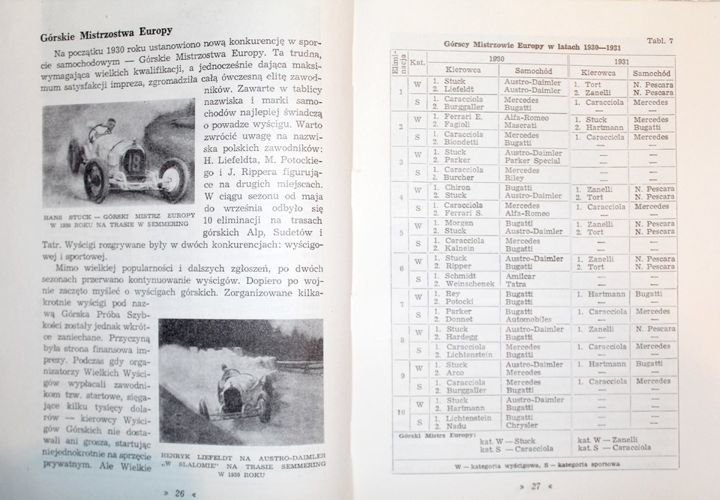 Górskie Mistrzostwa Europy
Na początku 1930 roku ustanowiono nową konkurencję w spor-
cie samochodowym — Górskie Mistrzostwa Europy. Ta trudna,
wymagająca wielkich kwalifikacji, a jednocześnie dająca maksi-
mum satysfakcji impreza, zgromadziła całą ówczesną elitę zawod-
ników. Zawarte w tablicy
nazwiska i marki samo-
chodów najlepiej świadczą
o powadze wyścigu. Warto
zwrócić uwagę na nazwi-
ska polskich zawodników:
H. Liefeldta, M. Potockie-
go i J. Rippera figurują-
ce na drugich miejscach.
W ciągu sezonu od maja
do września odbyło się
10 eliminacji na trasach
górskich Alp, Sudetów i
18
HANS STUCK — GÓRSKI MISTRZ EUROPY
W 1930 ROKU NA TRASIE W SEMMERING
Tatr. Wyścigi rozgrywane były w dwóch konkurencjach: wyścigo-
wej i sportowej.
Mimo wielkiej popularności i dalszych zgłoszeń, po dwóch
sezonach przerwano kontynuowanie wyścigów. Dopiero po woj-
nie zaczęto myśleć o wyścigach górskich. Zorganizowane kilka-
krotnie wyścigi pod naz-
wą Górska Próba Szyb-
kości zostały jednak wkrót-
ce zaniechane. Przyczyną
była strona finansowa im-
prezy. Podczas gdy orga-
nizatorzy Wielkich Wyści-
gów wypłacali zawodni-
kom tzw. startowe, sięga-
jące kilku tysięcy dola-
rów — kierowcy Wyści-
gów Górskich nie dosta-
wali ani grosza, startując
niejednokrotnie na sprzęcie
prywatnym. Ale Wielkie
HENRYK LIEFELDT NA AUSTRO-DAIMLER
„W SLALOMIE" NA TRASIE SEMMERING
W 1930 ROKU
» 26 «
Tabl. 7
Górscy Mistrzowie Europy w latach 1930—1931
Elimi-nacja Kat. 1930 1931
Kierowca Samochód Kierowca Samochód
1 W 1. Stuck Austro-Daimler 1. Tort N. Pescara
2. Liefeldt Austro-Daimler 2. Zanelli N. Pescara
S 1. Caracciola Mercedes 1. Caracciola Mercedes
2. Burggaller Bugatti — —
2 W 1. Ferrari E. Alfa-Romeo 1. Stuck Mercedes
2. Fagioli Maserati 2. Hartmann Bugatti
S 1. Caracciola Mercedes 1. Caracciola Mercedes
2. Biondetti Bugatti — —
3 W 1. Stuck Austro-Daimler — —
2. Parker Parker Special — —
S 1. Caracciola Mercedes — —
2. Burcher Riley — —
4 W 1. Chiron Bugatti 1. Zanelli N. Pescara
2. Stuck Austro-Daimler 2. Tort N. Pescara
S 1. Caracciola Mercedes 1. Caracciola Mercedes
2. Ferrari S. Alfa-Romeo — —
5 W 1. Morgen Bugatti 1. Zanelli N. Pescara
2. Stuck Austro-Daimler 2. Tort N. Pescara
S 1. Caracciola Mercedes — —
2. Kalnein Bugatti — —
6 W 1. Stuck Austro-Daimler 1. Zanelli N. Pescara
2. Ripper Bugatti 2. Tort N. Pescara
S 1. Schmidt Amilcar — —
2. Weinschenek Tatra — —
7 W 1. Rey Bugatti 1. Hartmann Bugatti
2. Potocki Bugatti — —
S 1. Parker Bugatti 1. Caracciola Mercedes
2. Donnet Automobiles — —
8 W 1. Stuck Austro-Daimler 1. Zanelli N. Pescara
2. Hardegg Bugatti — —
S 1. Caracciola Mercedes 1. Caracciola Mercedes
2. Lichtenstein Bugatti — —
9 W 1. Stuck Austro-Daimler 1. Hartmann Bugatti
2. Arco Mercedes — —
S 1. Caracciola Mercedes 1. Caracciola Mercedes
2. Burggaller Bugatti — —
10 W 1. Stuck Austro-Daimler — —
2. Hartmann Bugatti — —
S 1. Lichtenstein Bugatti — —
2. Nadu Chrysler — —
Górski Mistrz Europy:
kat. W — Stuck kat. W — Zanelli
kat. S — Caracciola kat. S — Caracciola
W — kategoria wyścigowa, S — kategoria sportowa
» 27 «